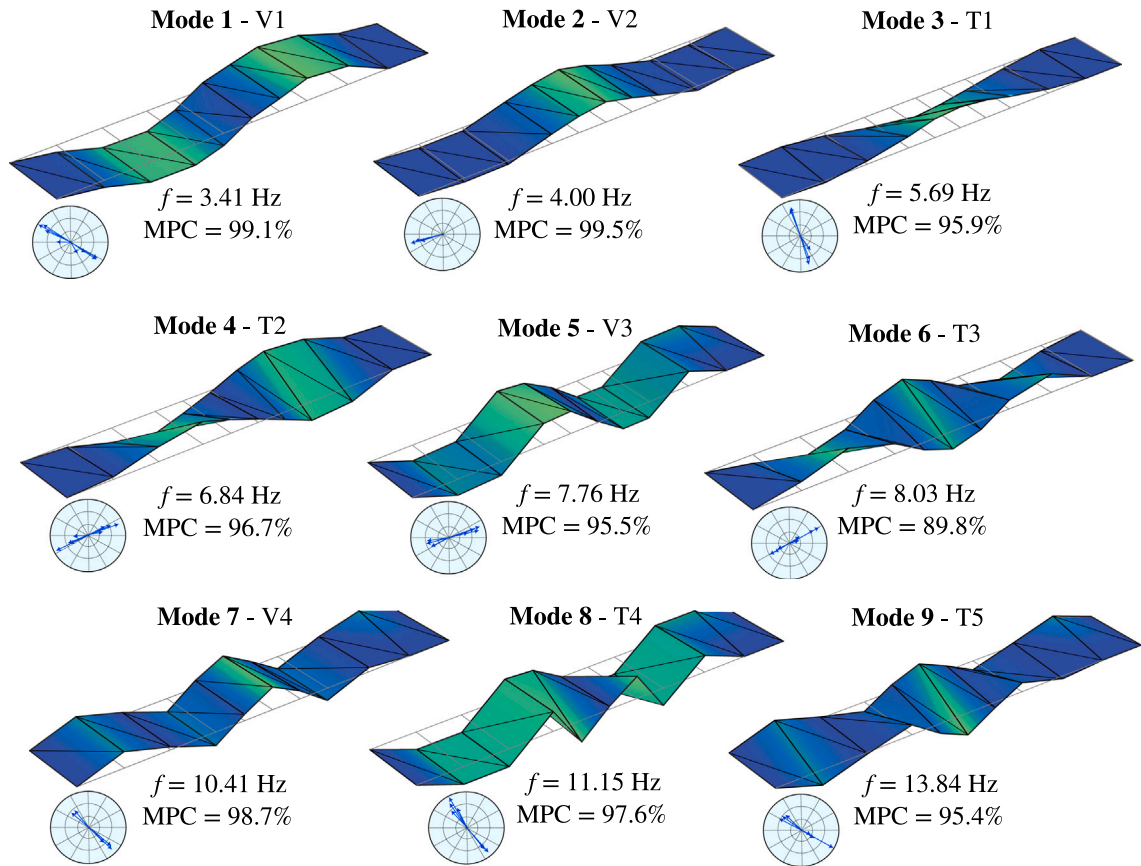 Mode 1 - V1
f = 3.41 Hz
MPC = 99.1%
Mode 2 - V2
f = 4.00 Hz
MPC = 99.5%
Mode 3 - T1
f = 5.69 Hz
MPC = 95.9%
Mode 4 - T2
f = 6.84 Hz
MPC = 96.7%
Mode 5 - V3
f = 7.76 Hz
MPC = 95.5%
Mode 6 - T3
f = 8.03 Hz
MPC = 89.8%
Mode 7 - V4
f = 10.41 Hz
MPC = 98.7%
Mode 8 - T4
f = 11.15 Hz
MPC = 97.6%
Mode 9 - T5
f = 13.84 Hz
MPC = 95.4%